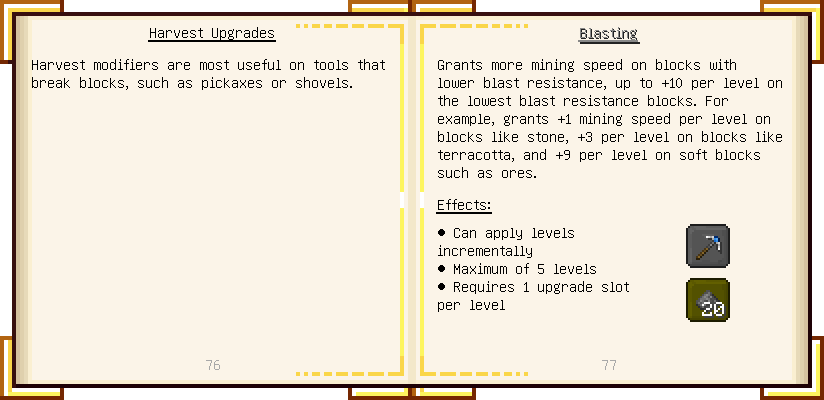 Harvest Upgrades
Harvest modifiers are most useful on tools that
break blocks, such as pickaxes or shovels.
76
Blasting
Grants more mining speed on blocks with
lower blast resistance, up to +10 per level on
the lowest blast resistance blocks. For
example, grants +1 mining speed per level on
blocks like stone, +3 per level on blocks like
terracotta, and +9 per level on soft blocks
such as ores.
Effects:
• Can apply levels
incrementally
• Maximum of 5 levels
• Requires 1 upgrade slot
per level
20
77